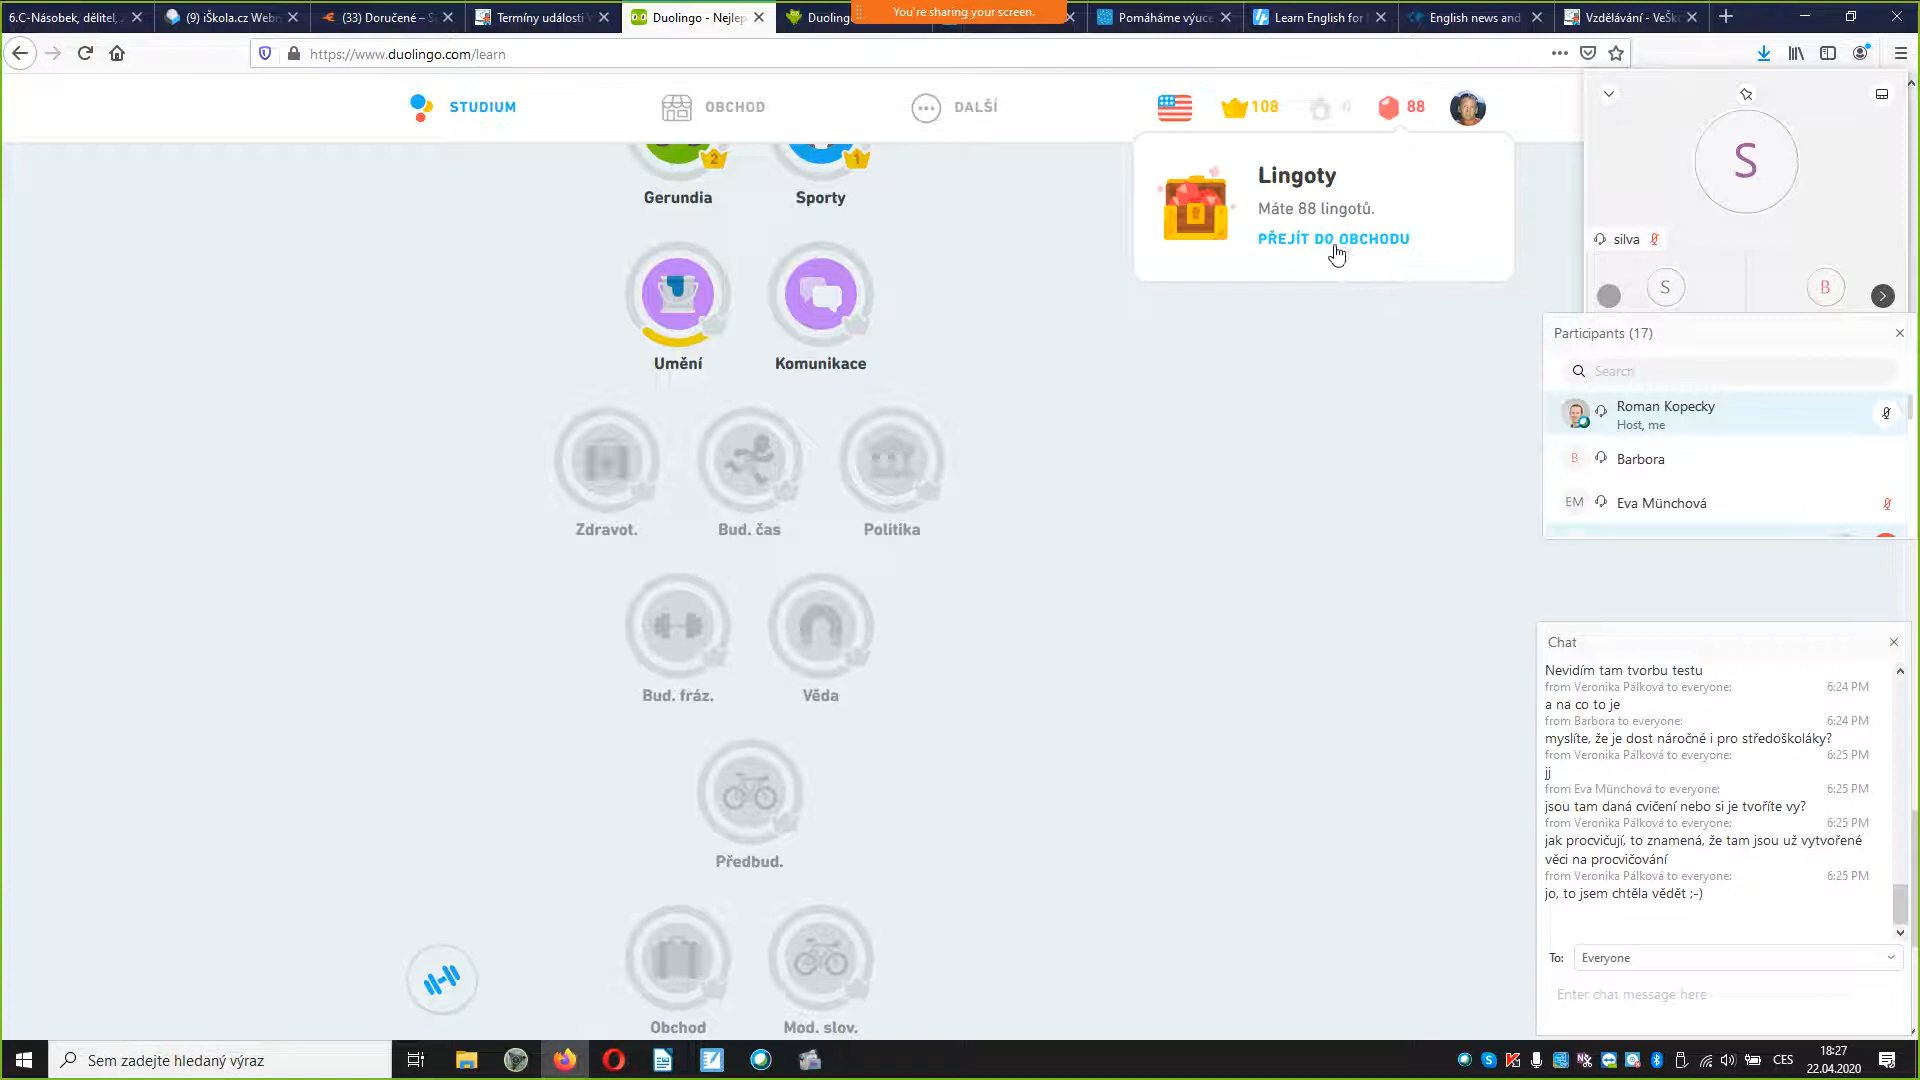 6.C-Násobek, dělitel,
(9) iŠkola.cz Webn
(33) Doručené – S
Termíny události
Duolingo - Nejlep
Duoling
You're sharing your screen.
Pomáháme výuce
Learn English for
English news and
Vzdělávání - VeŠk
https://www.duolingo.com/learn
STUDIUM
OBCHOD
DALŠÍ
108
88
S
Lingoty
Máte 88 lingotů.
PŘEJÍT DO OBCHODU
silva
S
B
2
1
Gerundia
Sporty
Umění
Komunikace
Zdravot.
Bud. čas
Politika
Bud. fráz.
Věda
Předbud.
Obchod
Mod. slov.
Participants (17)
Search
Roman Kopecky
Host, me
B
Barbora
EM
Eva Münchová
Chat
Nevidím tam tvorbu testu
from Veronika Pálková to everyone:
6:24 PM
a na co to je
from Barbora to everyone:
6:24 PM
myslíte, že je dost náročné i pro středoškoláky?
from Veronika Pálková to everyone:
6:25 PM
jj
from Eva Münchová to everyone:
6:25 PM
jsou tam daná cvičení nebo si je tvoříte vy?
from Veronika Pálková to everyone:
6:25 PM
jak procvičují, to znamená, že tam jsou už vytvořené
věci na procvičování
from Veronika Pálková to everyone:
6:25 PM
jo, to jsem chtěla vědět ;-)
To:
Everyone
Enter chat message here
Sem zadejte hledaný výraz
CES
18:27
22.04.2020